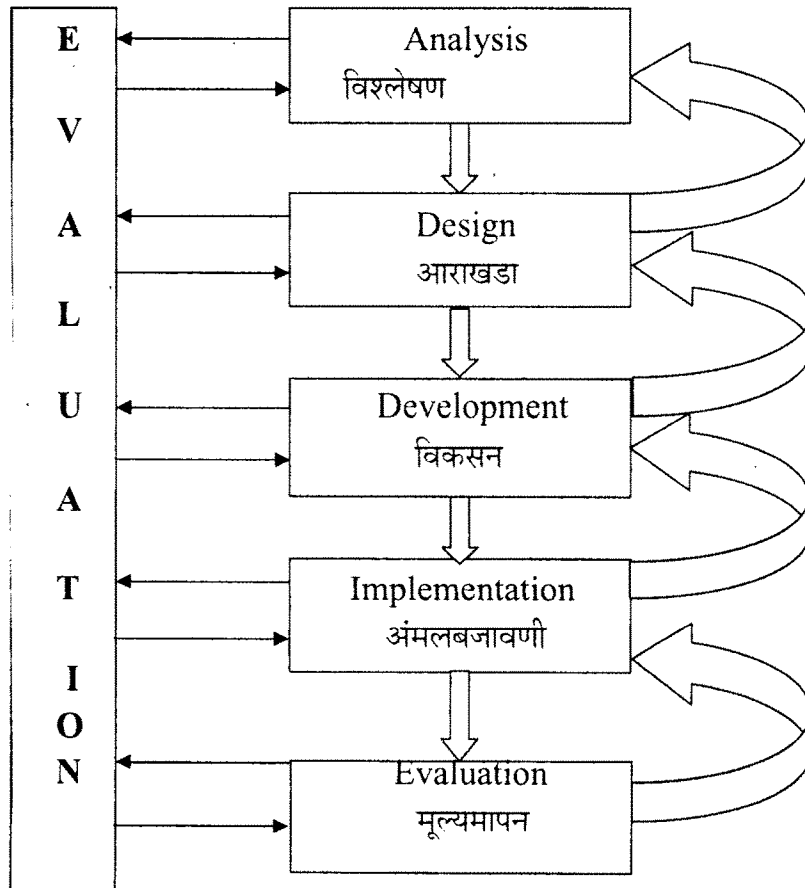 E
V
A
L
U
A
T
I
O
N
Analysis
विश्लेषण
Design
आराखडा
Development
विकसन
Implementation
अंमलबजावणी
Evaluation
मूल्यमापन